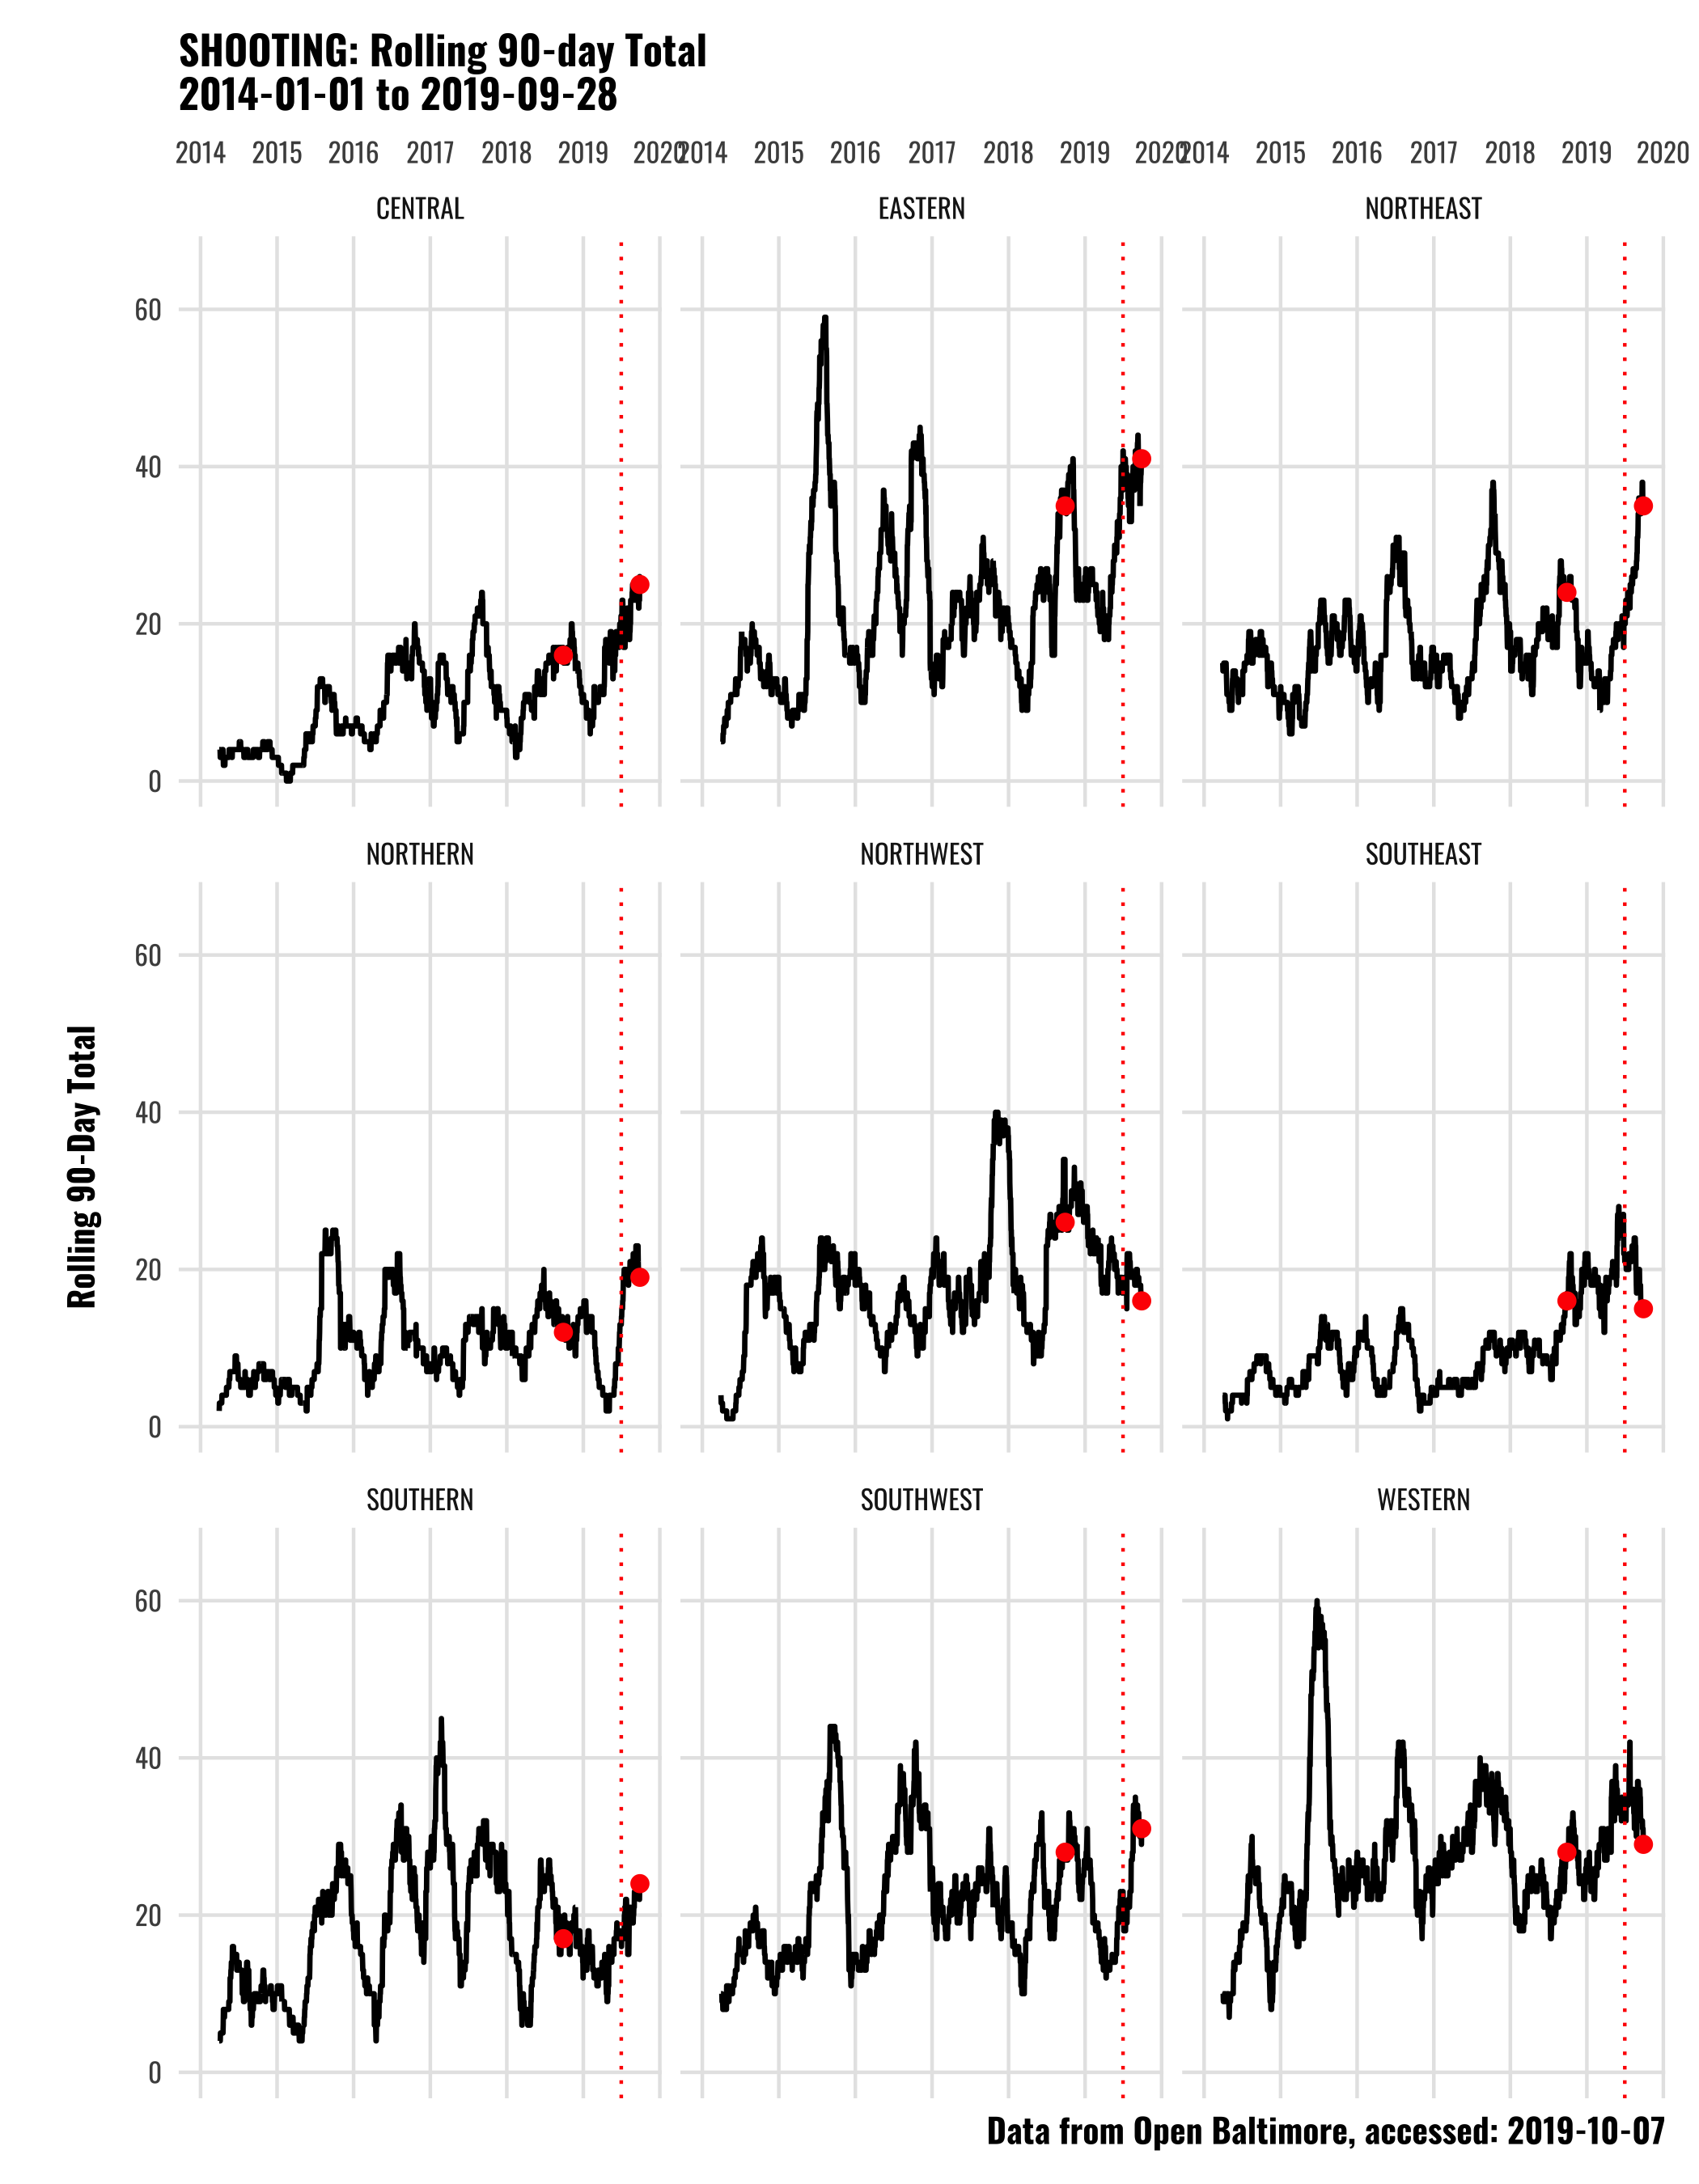 SHOOTING: Rolling 90-day Total
2014-01-01 to 2019-09-28
2014 2015 2016 2017 2018 2019 2020 2014 2015 2016 2017 2018 2019 2020 2014 2015 2016 2017 2018 2019 2020
CENTRAL EASTERN NORTHEAST
60
40
20
0
NORTHERN NORTHWEST SOUTHEAST
60
40
20
0
Rolling 90-Day Total
SOUTHERN SOUTHWEST WESTERN
60
40
20
0
Data from Open Baltimore, accessed: 2019-10-07